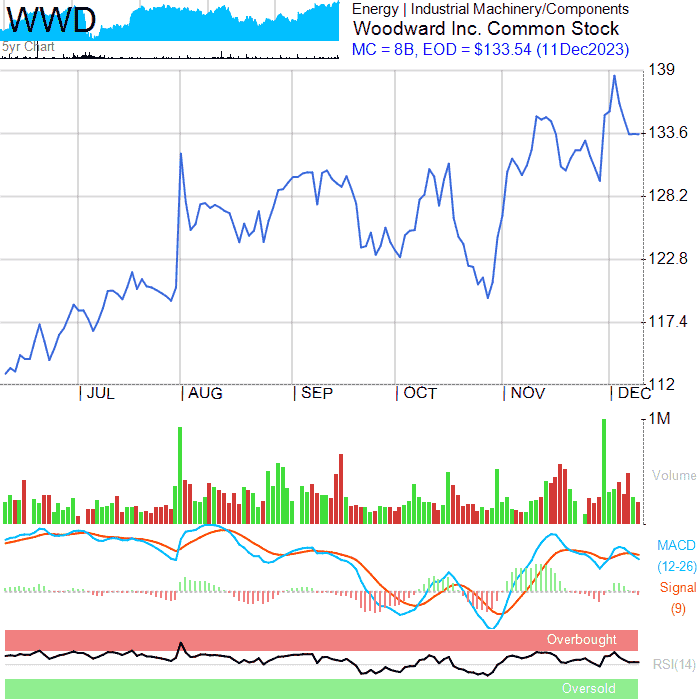 WWD
5yr Chart
Energy | Industrial Machinery/Components
Woodward Inc. Common Stock
MC = 8B, EOD = $133.54 (11Dec2023)
139
133.6
128.2
122.8
117.4
112
JUL AUG SEP OCT NOV DEC
1M
Volume
MACD
(12-26)
Signal
(9)
Overbought
RSI(14)
Oversold